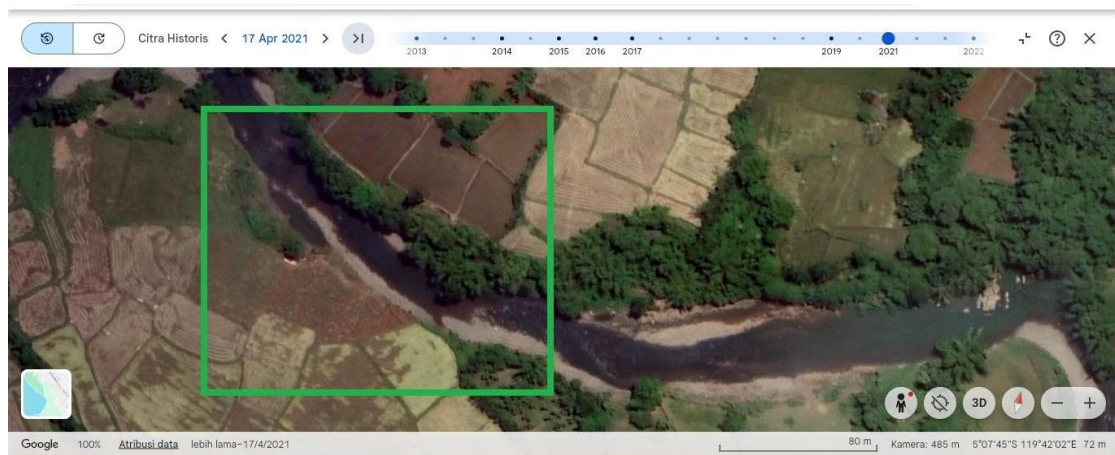 Citra Historis 17 Apr 2021
2013 2014 2015 2016 2017 2019 2021 2022
3D
Google 100% Atribusi data lebih lama–17/4/2021 80 m Kamera: 485 m 5°07'45"S 119°42'02"E 72 m